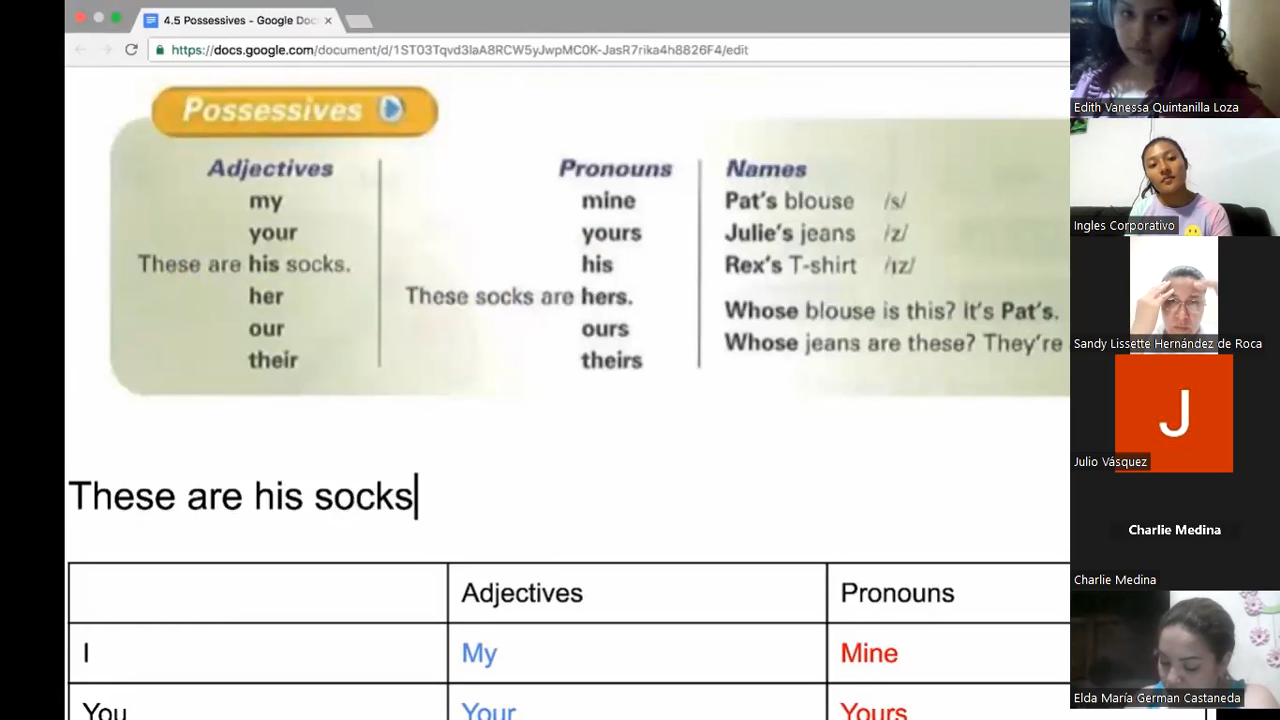 4.5 Possessives - Google Doc
https://docs.google.com/document/d/1ST03Tqvd3laA8RCW5yJwpMC0K-JasR7rika4h8826F4/edit
Possessives
Adjectives
my
your
These are his socks.
her
our
their
Pronouns
mine
yours
his
These socks are hers.
ours
theirs
Names
Pat's blouse /s/
Julie's jeans /z/
Rex's T-shirt /ɪz/
Whose blouse is this? It's Pat's.
Whose jeans are these? They're
These are his socks
Adjectives Pronouns
I My Mine
You Your Yours
Edith Vanessa Quintanilla Loza
Ingles Corporativo
Sandy Lissette Hernández de Roca
J
Julio Vásquez
Charlie Medina
Charlie Medina
Elda María German Castaneda